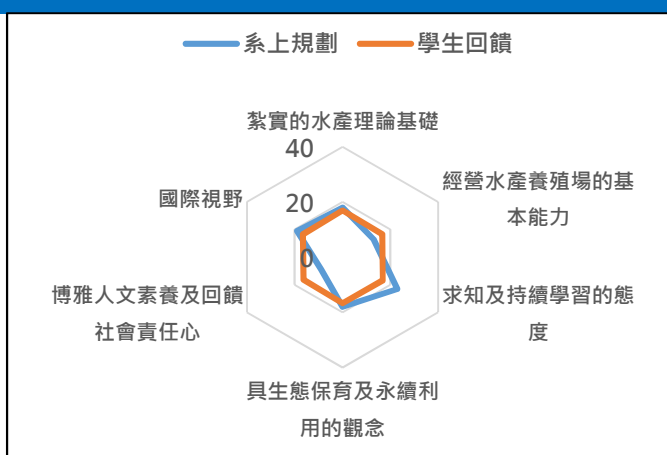 系上規劃 學生回饋
紮實的水產理論基礎
40
經營水產養殖場的基
本能力
國際視野
20
0
博雅人文素養及回饋
社會責任心
求知及持續學習的態
度
具生態保育及永續利
用的觀念